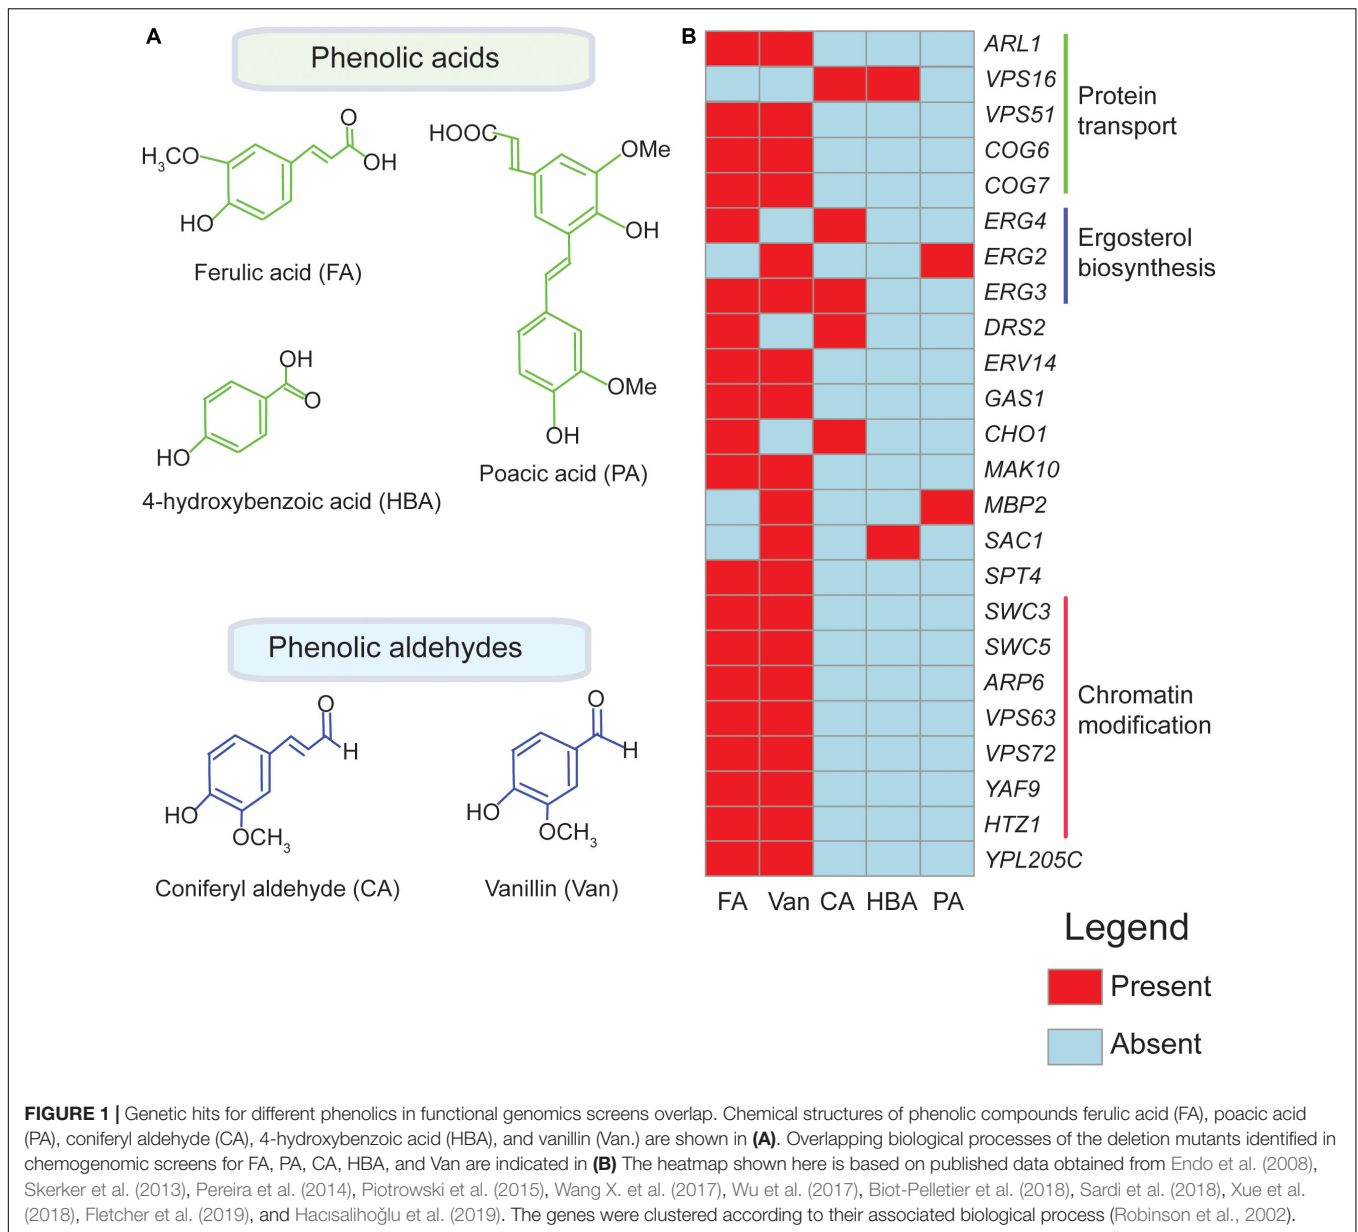 A
Phenolic acids
O
H3CO
OH
HO
Ferulic acid (FA)
HOOC
OMe
OH
OMe
OH
Poacic acid (PA)
OH
O
HO
4-hydroxybenzoic acid (HBA)
Phenolic aldehydes
O
H
HO
OCH3
Coniferyl aldehyde (CA)
O
H
HO
OCH3
Vanillin (Van)
B
ARL1
VPS16
VPS51
COG6
COG7
ERG4
ERG2
ERG3
DRS2
ERV14
GAS1
CHO1
MAK10
MBP2
SAC1
SPT4
SWC3
SWC5
ARP6
VPS63
VPS72
YAF9
HTZ1
YPL205C
Protein
transport
Ergosterol
biosynthesis
Chromatin
modification
FA Van CA HBA PA
Legend
Present
Absent
FIGURE 1 | Genetic hits for different phenolics in functional genomics screens overlap. Chemical structures of phenolic compounds ferulic acid (FA), poacic acid
(PA), coniferyl aldehyde (CA), 4-hydroxybenzoic acid (HBA), and vanillin (Van.) are shown in (A). Overlapping biological processes of the deletion mutants identified in
chemogenomic screens for FA, PA, CA, HBA, and Van are indicated in (B) The heatmap shown here is based on published data obtained from Endo et al. (2008),
Skerker et al. (2013), Pereira et al. (2014), Piotrowski et al. (2015), Wang X. et al. (2017), Wu et al. (2017), Biot-Pelletier et al. (2018), Sardi et al. (2018), Xue et al.
(2018), Fletcher et al. (2019), and Hacısalihoğlu et al. (2019). The genes were clustered according to their associated biological process (Robinson et al., 2002).